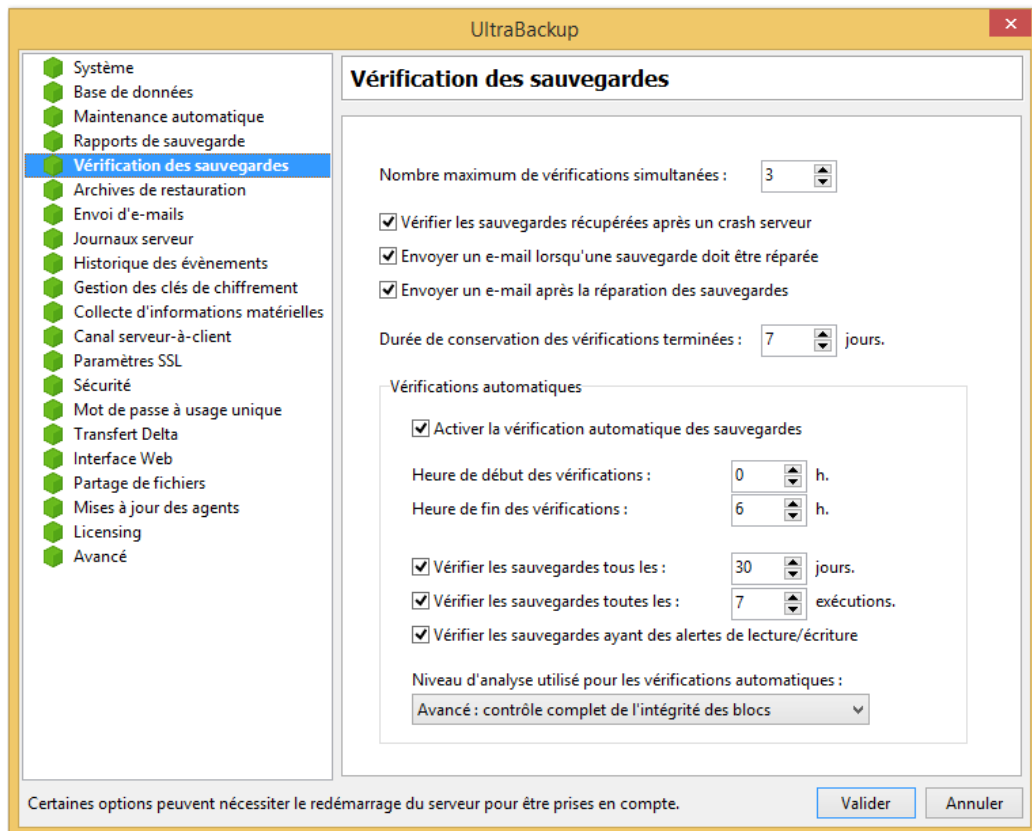 UltraBackup
Système
Base de données
Maintenance automatique
Rapports de sauvegarde
Vérification des sauvegardes
Archives de restauration
Envoi d'e-mails
Journaux serveur
Historique des évènements
Gestion des clés de chiffrement
Collecte d'informations matérielles
Canal serveur-à-client
Paramètres SSL
Sécurité
Mot de passe à usage unique
Transfert Delta
Interface Web
Partage de fichiers
Mises à jour des agents
Licensing
Avancé
Vérification des sauvegardes
Nombre maximum de vérifications simultanées : 3
Vérifier les sauvegardes récupérées après un crash serveur
Envoyer un e-mail lorsqu'une sauvegarde doit être réparée
Envoyer un e-mail après la réparation des sauvegardes
Durée de conservation des vérifications terminées : 7 jours.
Vérifications automatiques
Activer la vérification automatique des sauvegardes
Heure de début des vérifications : 0 h.
Heure de fin des vérifications : 6 h.
Vérifier les sauvegardes tous les : 30 jours.
Vérifier les sauvegardes toutes les : 7 exécutions.
Vérifier les sauvegardes ayant des alertes de lecture/écriture
Niveau d'analyse utilisé pour les vérifications automatiques :
Avancé : contrôle complet de l'intégrité des blocs
Certaines options peuvent nécessiter le redémarrage du serveur pour être prises en compte.
Valider Annuler